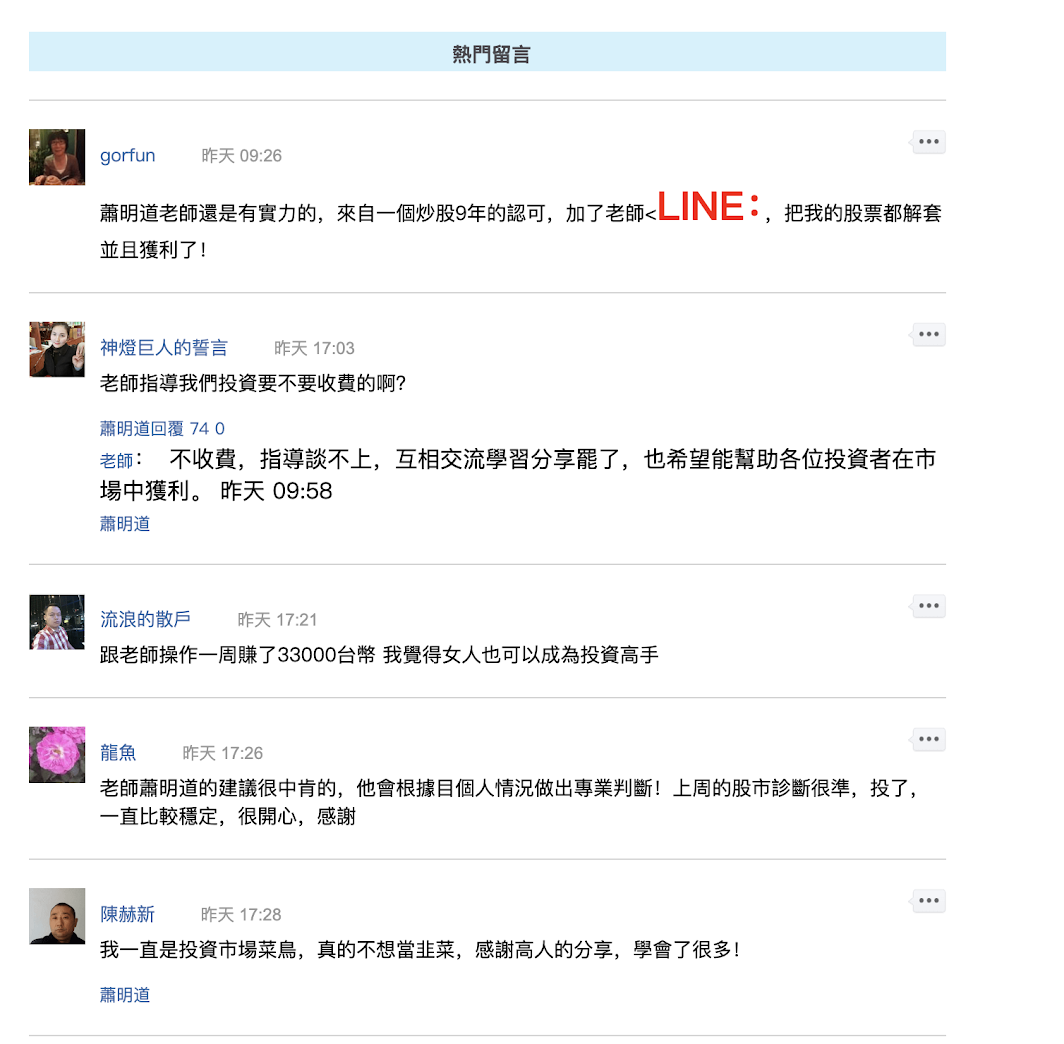 熱門留言
gorfun 昨天 09:26
蕭明道老師還是有實力的，來自一個炒股9年的認可，加了老師<LINE：，把我的股票都解套
並且獲利了！
神燈巨人的誓言 昨天 17:03
老師指導我們投資要不要收費的啊？
蕭明道回覆 74 0
老師： 不收費，指導談不上，互相交流學習分享罷了，也希望能幫助各位投資者在市
場中獲利。 昨天 09:58
蕭明道
流浪的散戶 昨天 17:21
跟老師操作一周賺了33000台幣 我覺得女人也可以成為投資高手
龍魚 昨天 17:26
老師蕭明道的建議很中肯的，他會根據目個人情況做出專業判斷！上周的股市診斷很準，投了，
一直比較穩定，很開心，感謝
陳赫新 昨天 17:28
我一直是投資市場菜鳥，真的不想當韭菜，感謝高人的分享，學會了很多！
蕭明道